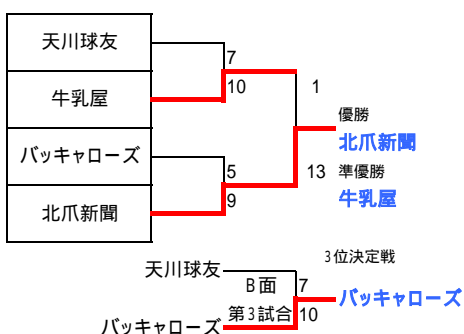 天川球友
7
10
牛乳屋
1
優勝
北爪新聞
バッキャローズ
5
13 準優勝
9
牛乳屋
北爪新聞
3位決定戦
天川球友
B面 7
バッキャローズ
第3試合 10
バッキャローズ